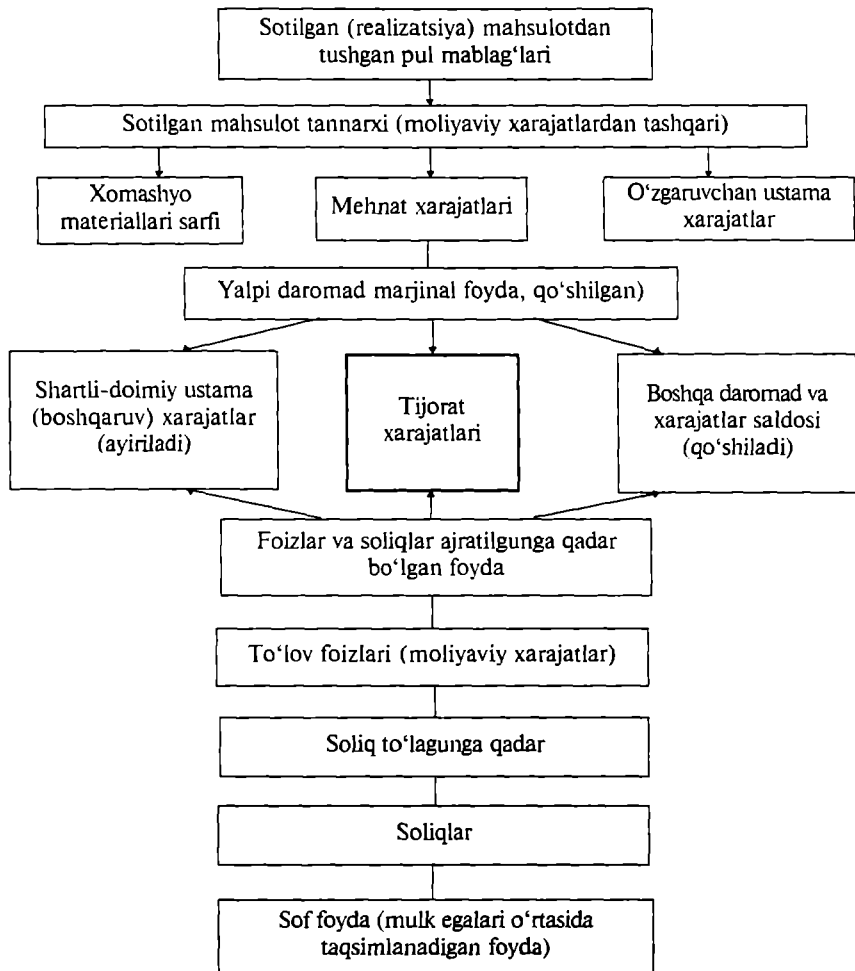 Sotilgan (realizatsiya) mahsulotdan
tushgan pul mablag‘lari
Sotilgan mahsulot tannarxi (moliyaviy xarajatlardan tashqari)
Xomashyo
materiallari sarfi
Mehnat xarajatlari
O‘zgaruvchan ustama
xarajatlar
Yalpi daromad marjinal foyda, qo‘shilgan)
Shartli-doimiy ustama
(boshqaruv) xarajatlar
(ayiriladi)
Tijorat
xarajatlari
Boshqa daromad va
xarajatlar saldosi
(qo‘shiladi)
Foizlar va soliqlar ajratilgunga qadar
bo‘lgan foyda
To‘lov foizlari (moliyaviy xarajatlar)
Soliq to‘lagunga qadar
Soliqlar
Sof foyda (mulk egalari o‘rtasida
taqsimlanadigan foyda)